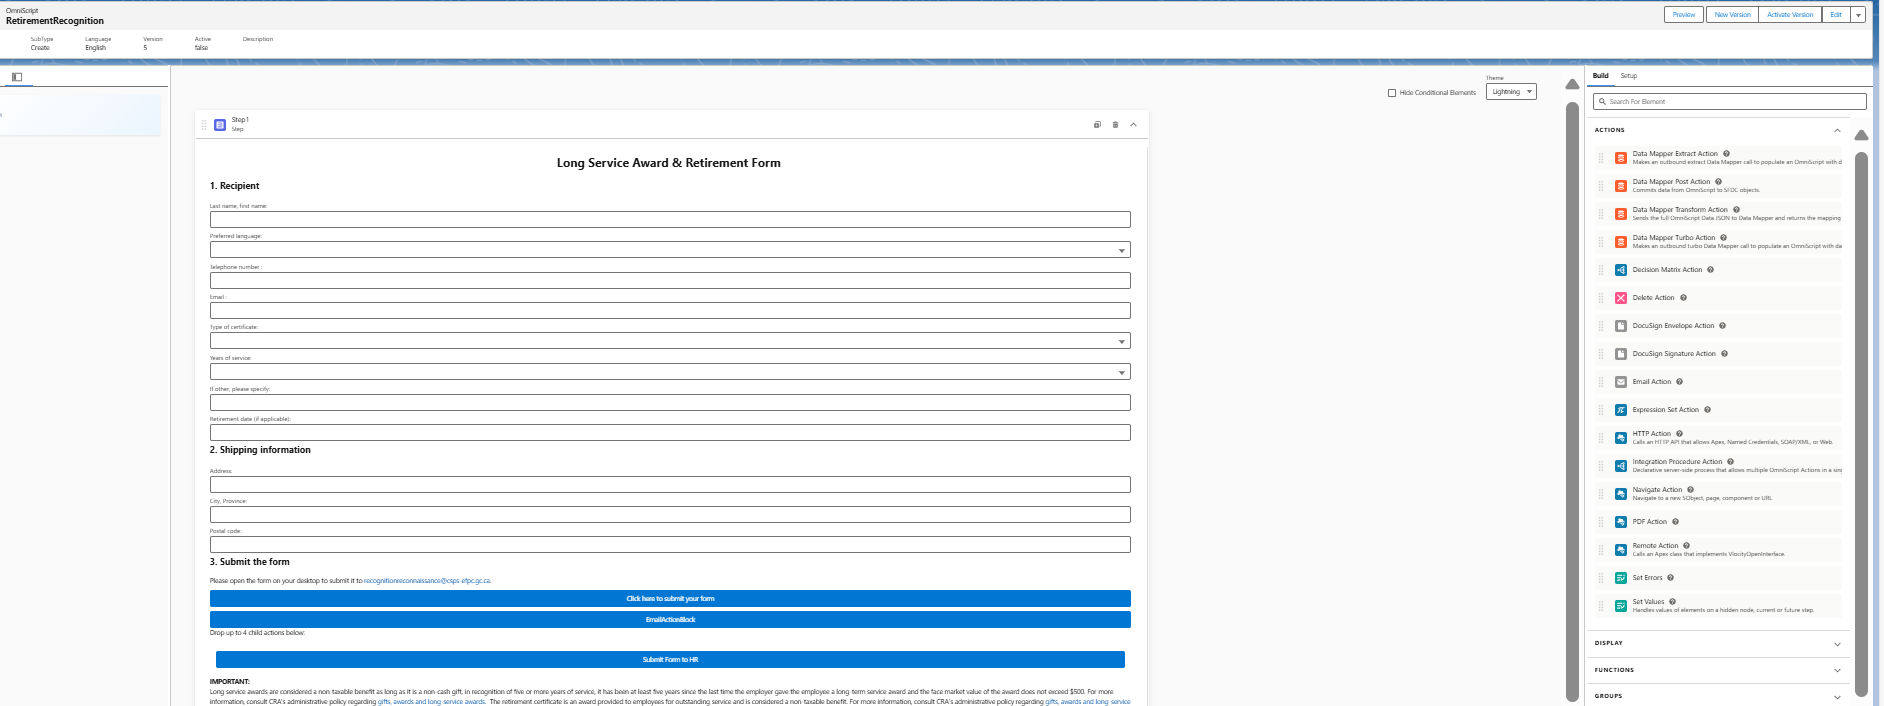 OmniScript
RetirementRecognition
Preview
New Version
Activate Version
Edit
SubType
Language
Version
Active
Description
Create
English
5
false
Hide Conditional Elements
Theme
Lightning
Step1
Step
Long Service Award & Retirement Form
1. Recipient
Last name, first name:
Preferred language:
Telephone number :
Email :
Type of certificate:
Years of service:
If other, please specify:
Retirement date (if applicable):
2. Shipping information
Address:
City, Province:
Postal code:
3. Submit the form
Please open the form on your desktop to submit it to recognitionreconnaissance@csps-efpc.gc.ca.
Click here to submit your form
EmailActionBlock
Drop up to 4 child actions below:
Submit Form to HR
IMPORTANT:
Long service awards are considered a non-taxable benefit as long as it is a non-cash gift, in recognition of five or more years of service, it has been at least five years since the last time the employer gave the employee a long-term service award and the face market value of the award does not exceed $500. For more
information, consult CRA's administrative policy regarding gifts, awards and long-service awards. The retirement certificate is an award provided to employees for outstanding service and is considered a non-taxable benefit. For more information, consult CRA's administrative policy regarding gifts, awards and long-service
Build
Setup
Search For Element
ACTIONS
Data Mapper Extract Action
Makes an outbound extract Data Mapper call to populate an OmniScript with d
Data Mapper Post Action
Commits data from OmniScript to SFDC objects.
Data Mapper Transform Action
Sends the full OmniScript Data JSON to Data Mapper and returns the mapping
Data Mapper Turbo Action
Makes an outbound turbo Data Mapper call to populate an OmniScript with da
Decision Matrix Action
Delete Action
DocuSign Envelope Action
DocuSign Signature Action
Email Action
Expression Set Action
HTTP Action
Calls an HTTP API that allows Apex, Named Credentials, SOAP/XML, or Web.
Integration Procedure Action
Declarative server-side process that allows multiple OmniScript Actions in a sing
Navigate Action
Navigate to a new SObject, page, component or URL
PDF Action
Remote Action
Calls an Apex class that implements VlocityOpenInterface.
Set Errors
Set Values
Handles values of elements on a hidden node, current or future step.
DISPLAY
FUNCTIONS
GROUPS